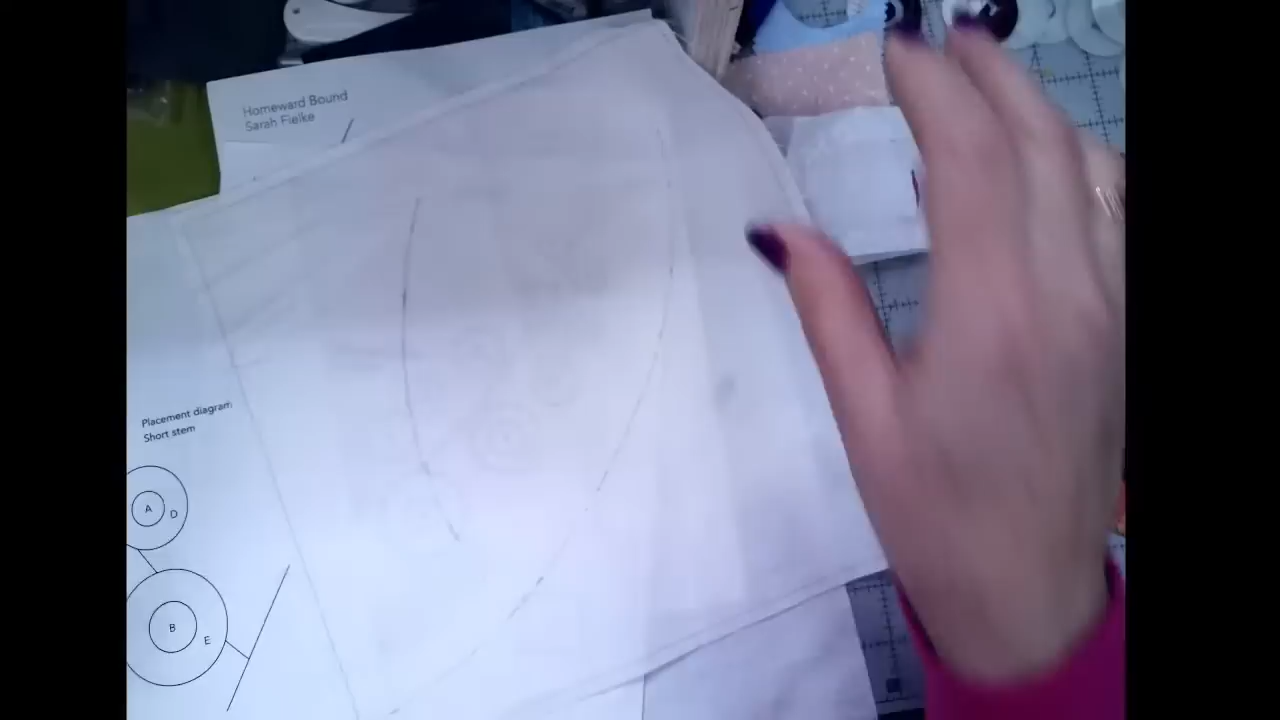 Homeward Bound
Sarah Fielke
Placement diagram
Short stem
A
D
B
E